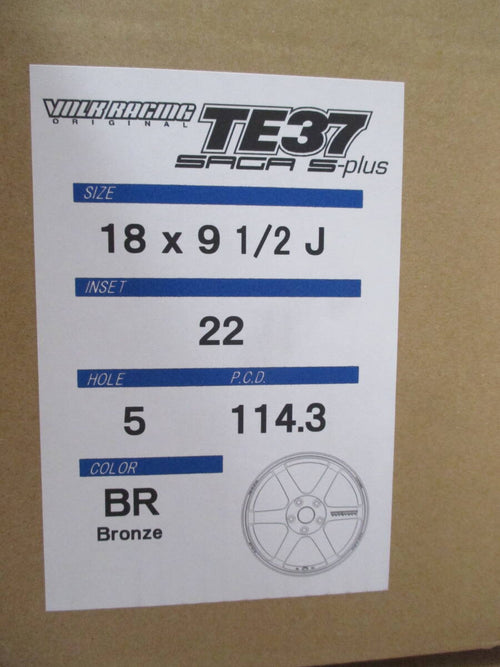 VOLK RACING
ORIGINAL
TE37
SAGA S-plus
SIZE
18 x 9 1/2 J
INSET
22
HOLE P.C.D.
5 114.3
COLOR
BR
Bronze